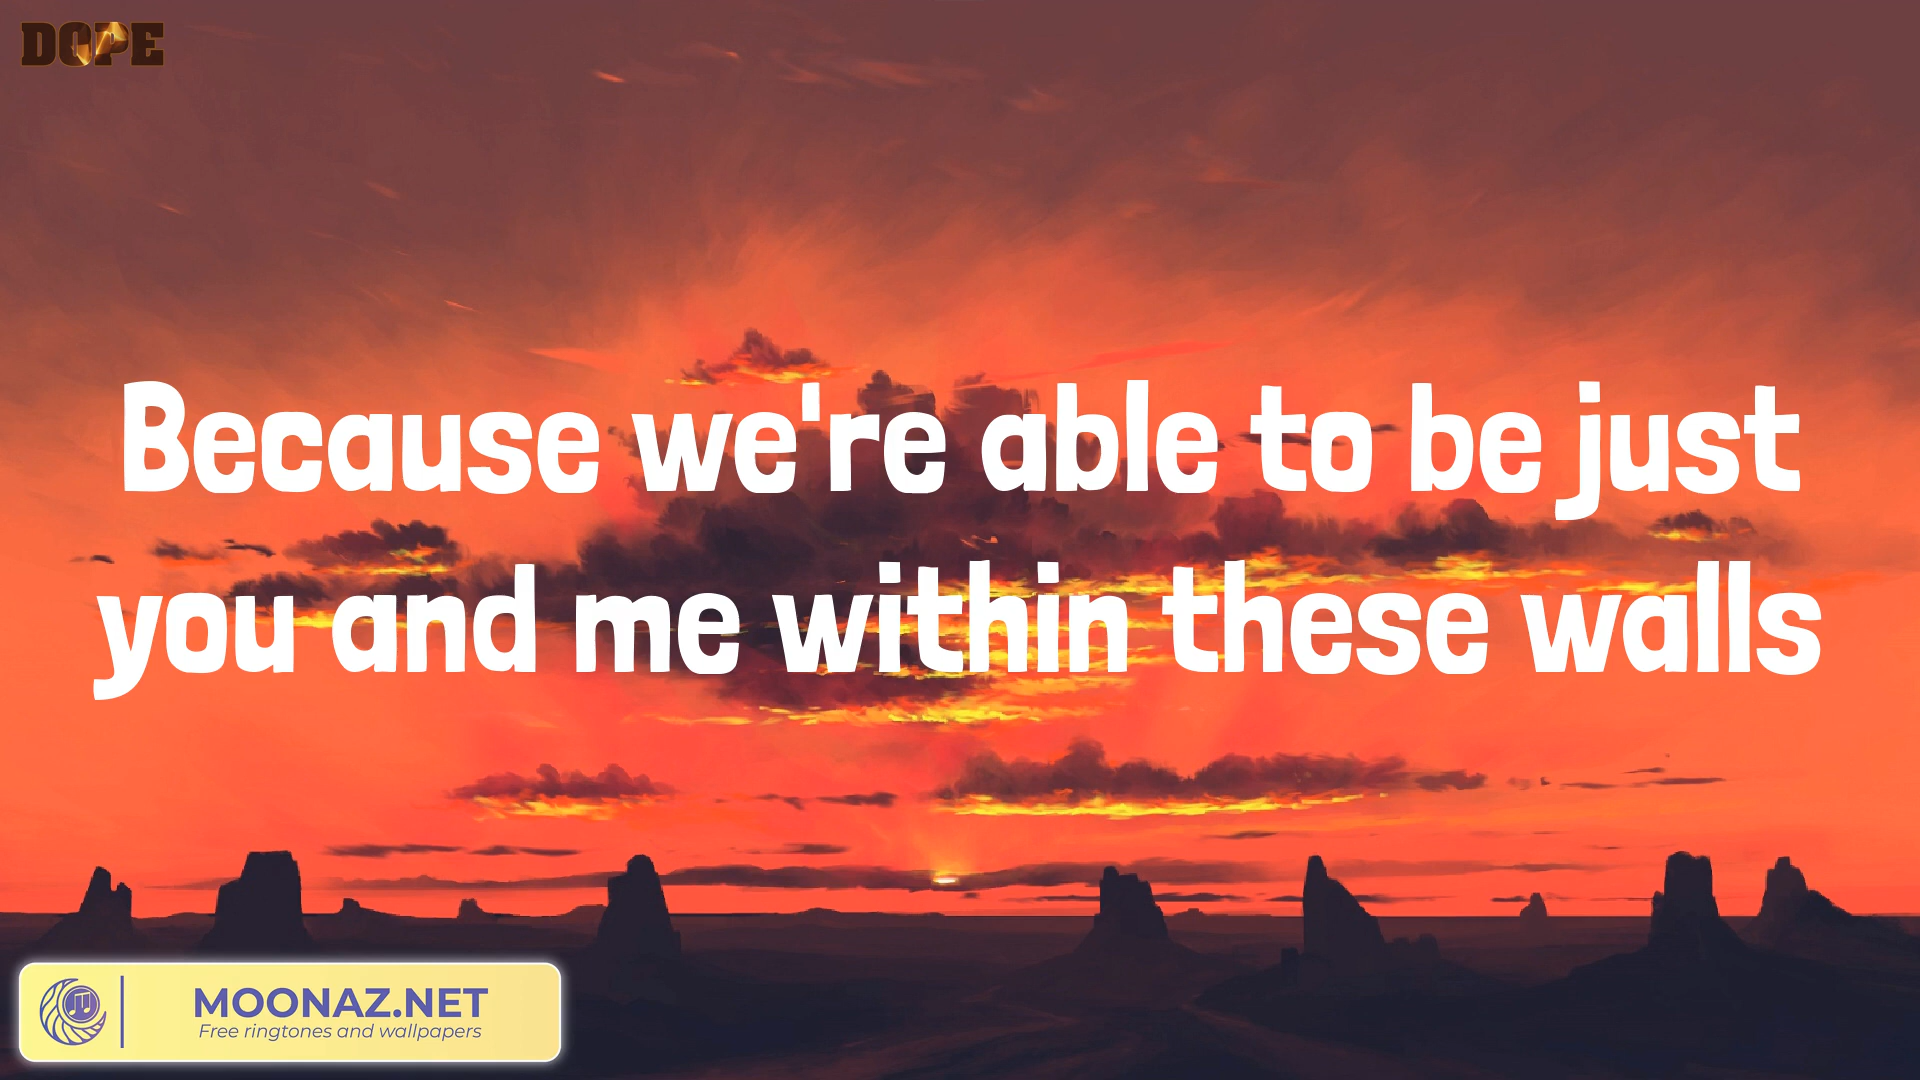 DOPE
Because we're able to be just
you and me within these walls
MOONAZ.NET
Free ringtones and wallpapers